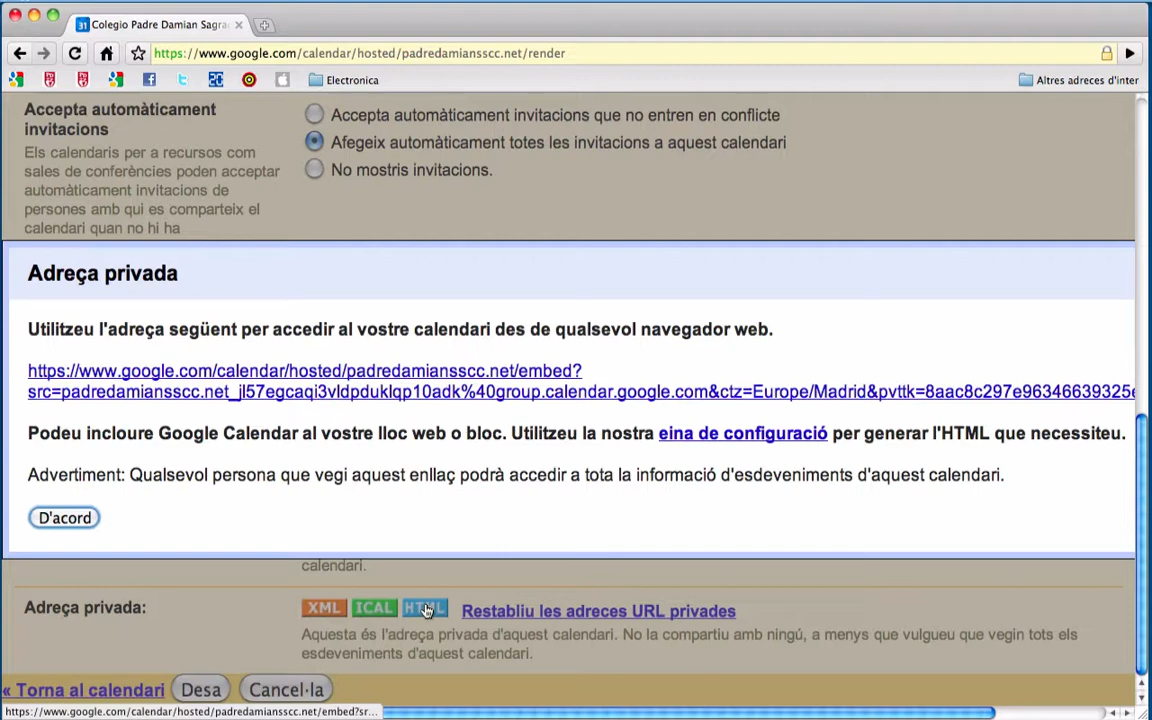 31 Colegio Padre Damian Sagra
https://www.google.com/calendar/hosted/padredamiansscc.net/render
20
Electronica
Altres adreces d'inter
Accepta automàticament
invitacions
Els calendaris per a recursos com
sales de conferències poden acceptar
automàticament invitacions de
persones amb qui es comparteix el
calendari quan no hi ha
Accepta automàticament invitacions que no entren en conflicte
Afegeix automàticament totes les invitacions a aquest calendari
No mostris invitacions.
Adreça privada
Utilitzeu l'adreça següent per accedir al vostre calendari des de qualsevol navegador web.
https://www.google.com/calendar/hosted/padredamiansscc.net/embed?
src=padredamiansscc.net_jl57egcaqi3vldpduklqp10adk%40group.calendar.google.com&ctz=Europe/Madrid&pvttk=8aac8c297e96346639325e
Podeu incloure Google Calendar al vostre lloc web o bloc. Utilitzeu la nostra eina de configuració per generar l'HTML que necessiteu.
Advertiment: Qualsevol persona que vegi aquest enllaç podrà accedir a tota la informació d'esdeveniments d'aquest calendari.
D'acord
calendari.
Adreça privada:
XML ICAL HTML Restabliu les adreces URL privades
Aquesta és l'adreça privada d'aquest calendari. No la compartiu amb ningú, a menys que vulgueu que vegin tots els
esdeveniments d'aquest calendari.
« Torna al calendari Desa Cancel·la
https://www.google.com/calendar/hosted/padredamiansscc.net/embed?sr...